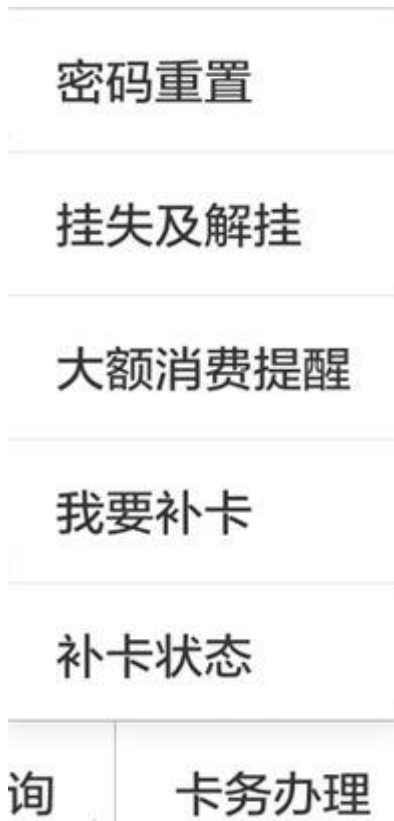 密码重置
挂失及解挂
大额消费提醒
我要补卡
补卡状态
询 卡务办理